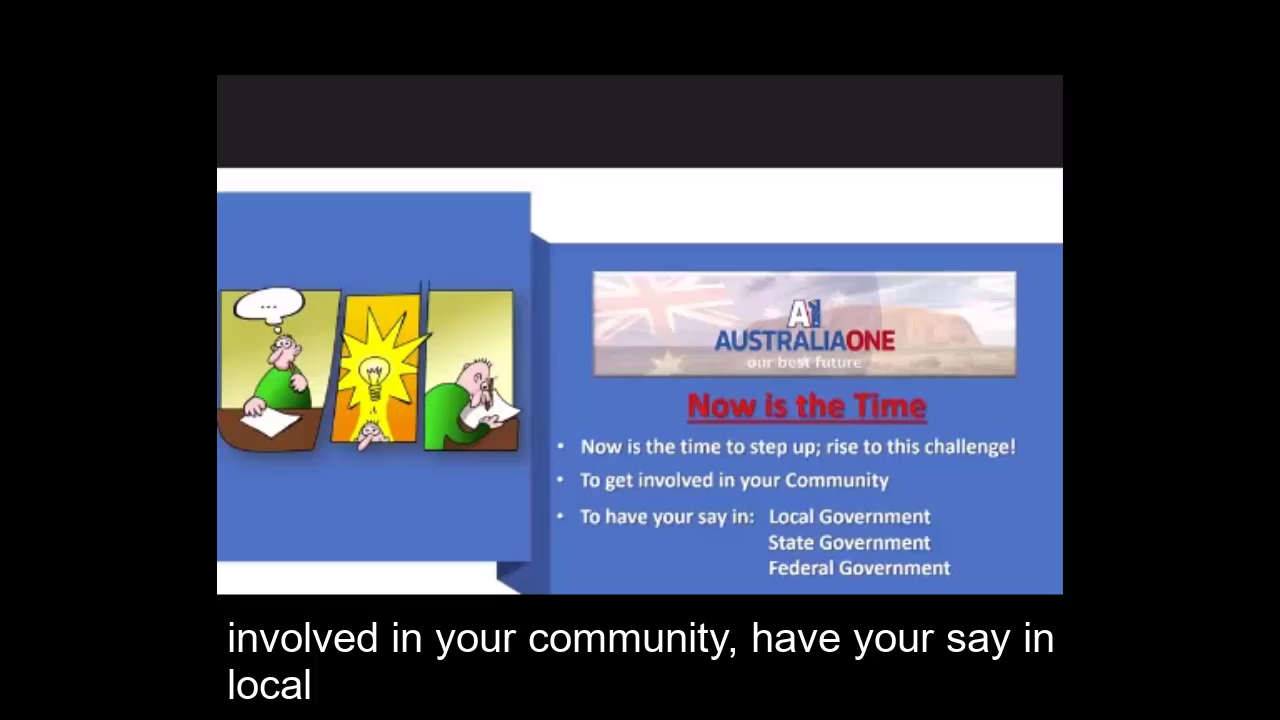 ...
A1
AUSTRALIAONE
our best future
Now is the Time
• Now is the time to step up; rise to this challenge!
• To get involved in your Community
• To have your say in: Local Government
State Government
Federal Government
involved in your community, have your say in
local